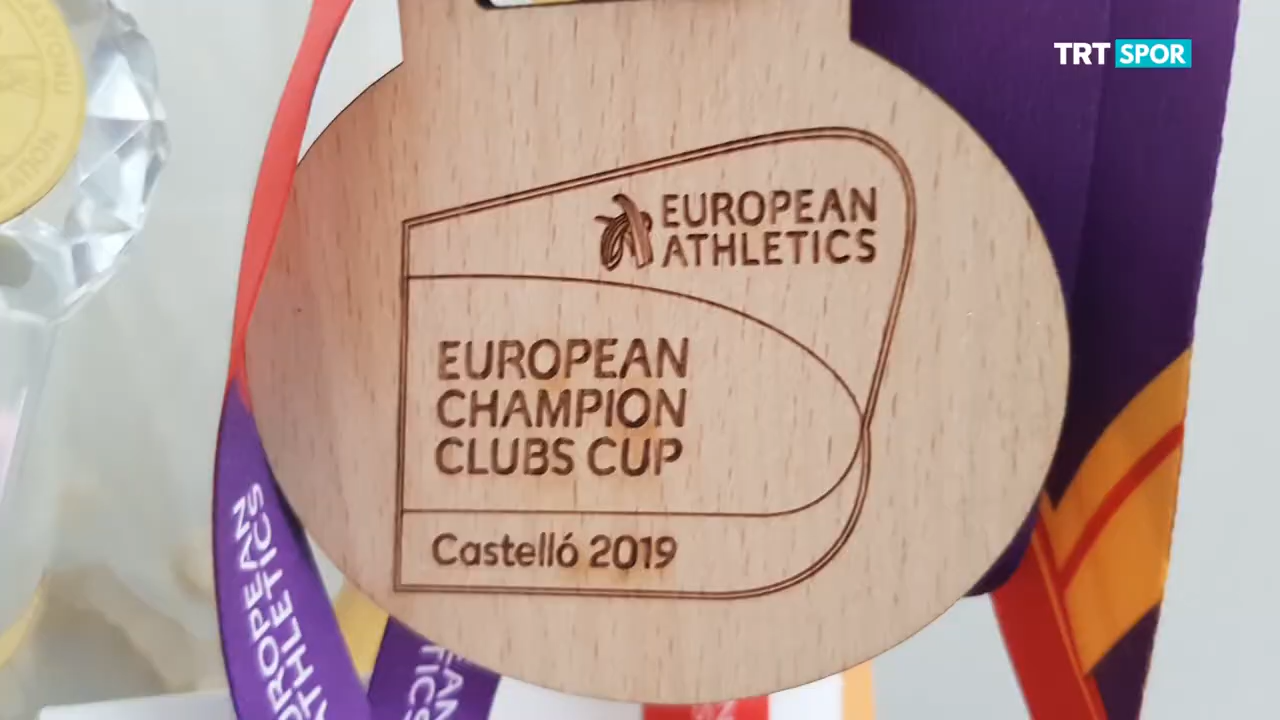 TRT SPOR
EUROPEAN
ATHLETICS
EUROPEAN
CHAMPION
CLUBS CUP
Castelló 2019
EUROPEAN
ATHLETICS